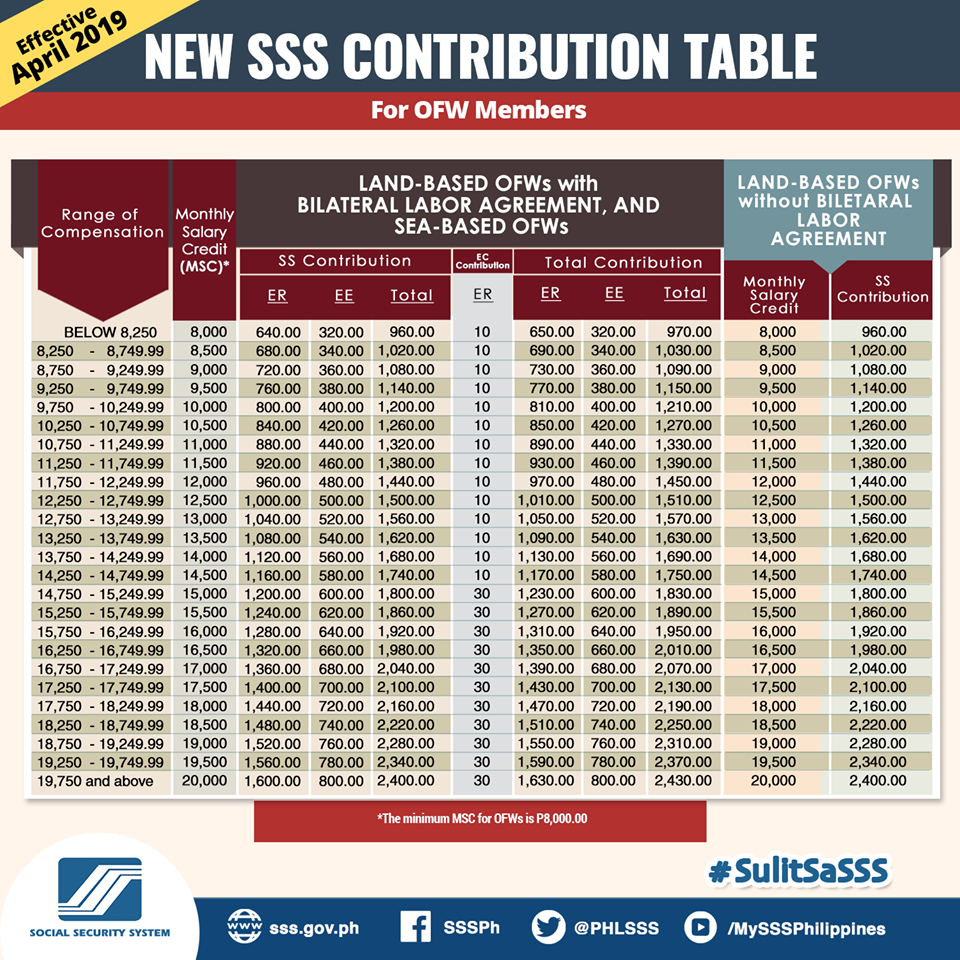 Effective
April 2019
NEW SSS CONTRIBUTION TABLE
For OFW Members
Range of
Compensation
Monthly
Salary
Credit
(MSC)*
LAND-BASED OFWs with
BILATERAL LABOR AGREEMENT, AND
SEA-BASED OFWs
LAND-BASED OFWs
without BILETARAL
LABOR
AGREEMENT
SS Contribution
EC
Contribution
Total Contribution
Monthly
Salary
Credit
SS
Contribution
ER EE Total ER ER EE Total
BELOW 8,250 8,000 640.00 320.00 960.00 10 650.00 320.00 970.00 8,000 960.00
8,250 - 8,749.99 8,500 680.00 340.00 1,020.00 10 690.00 340.00 1,030.00 8,500 1,020.00
8,750 - 9,249.99 9,000 720.00 360.00 1,080.00 10 730.00 360.00 1,090.00 9,000 1,080.00
9,250 - 9,749.99 9,500 760.00 380.00 1,140.00 10 770.00 380.00 1,150.00 9,500 1,140.00
9,750 - 10,249.99 10,000 800.00 400.00 1,200.00 10 810.00 400.00 1,210.00 10,000 1,200.00
10,250 - 10,749.99 10,500 840.00 420.00 1,260.00 10 850.00 420.00 1,270.00 10,500 1,260.00
10,750 - 11,249.99 11,000 880.00 440.00 1,320.00 10 890.00 440.00 1,330.00 11,000 1,320.00
11,250 - 11,749.99 11,500 920.00 460.00 1,380.00 10 930.00 460.00 1,390.00 11,500 1,380.00
11,750 - 12,249.99 12,000 960.00 480.00 1,440.00 10 970.00 480.00 1,450.00 12,000 1,440.00
12,250 - 12,749.99 12,500 1,000.00 500.00 1,500.00 10 1,010.00 500.00 1,510.00 12,500 1,500.00
12,750 - 13,249.99 13,000 1,040.00 520.00 1,560.00 10 1,050.00 520.00 1,570.00 13,000 1,560.00
13,250 - 13,749.99 13,500 1,080.00 540.00 1,620.00 10 1,090.00 540.00 1,630.00 13,500 1,620.00
13,750 - 14,249.99 14,000 1,120.00 560.00 1,680.00 10 1,130.00 560.00 1,690.00 14,000 1,680.00
14,250 - 14,749.99 14,500 1,160.00 580.00 1,740.00 10 1,170.00 580.00 1,750.00 14,500 1,740.00
14,750 - 15,249.99 15,000 1,200.00 600.00 1,800.00 30 1,230.00 600.00 1,830.00 15,000 1,800.00
15,250 - 15,749.99 15,500 1,240.00 620.00 1,860.00 30 1,270.00 620.00 1,890.00 15,500 1,860.00
15,750 - 16,249.99 16,000 1,280.00 640.00 1,920.00 30 1,310.00 640.00 1,950.00 16,000 1,920.00
16,250 - 16,749.99 16,500 1,320.00 660.00 1,980.00 30 1,350.00 660.00 2,010.00 16,500 1,980.00
16,750 - 17,249.99 17,000 1,360.00 680.00 2,040.00 30 1,390.00 680.00 2,070.00 17,000 2,040.00
17,250 - 17,749.99 17,500 1,400.00 700.00 2,100.00 30 1,430.00 700.00 2,130.00 17,500 2,100.00
17,750 - 18,249.99 18,000 1,440.00 720.00 2,160.00 30 1,470.00 720.00 2,190.00 18,000 2,160.00
18,250 - 18,749.99 18,500 1,480.00 740.00 2,220.00 30 1,510.00 740.00 2,250.00 18,500 2,220.00
18,750 - 19,249.99 19,000 1,520.00 760.00 2,280.00 30 1,550.00 760.00 2,310.00 19,000 2,280.00
19,250 - 19,749.99 19,500 1,560.00 780.00 2,340.00 30 1,590.00 780.00 2,370.00 19,500 2,340.00
19,750 and above 20,000 1,600.00 800.00 2,400.00 30 1,630.00 800.00 2,430.00 20,000 2,400.00
*The minimum MSC for OFWs is P8,000.00
#SulitSaSSS
SOCIAL SECURITY SYSTEM
www sss.gov.ph SSSPh @PHLSSS /MySSSPhilippines